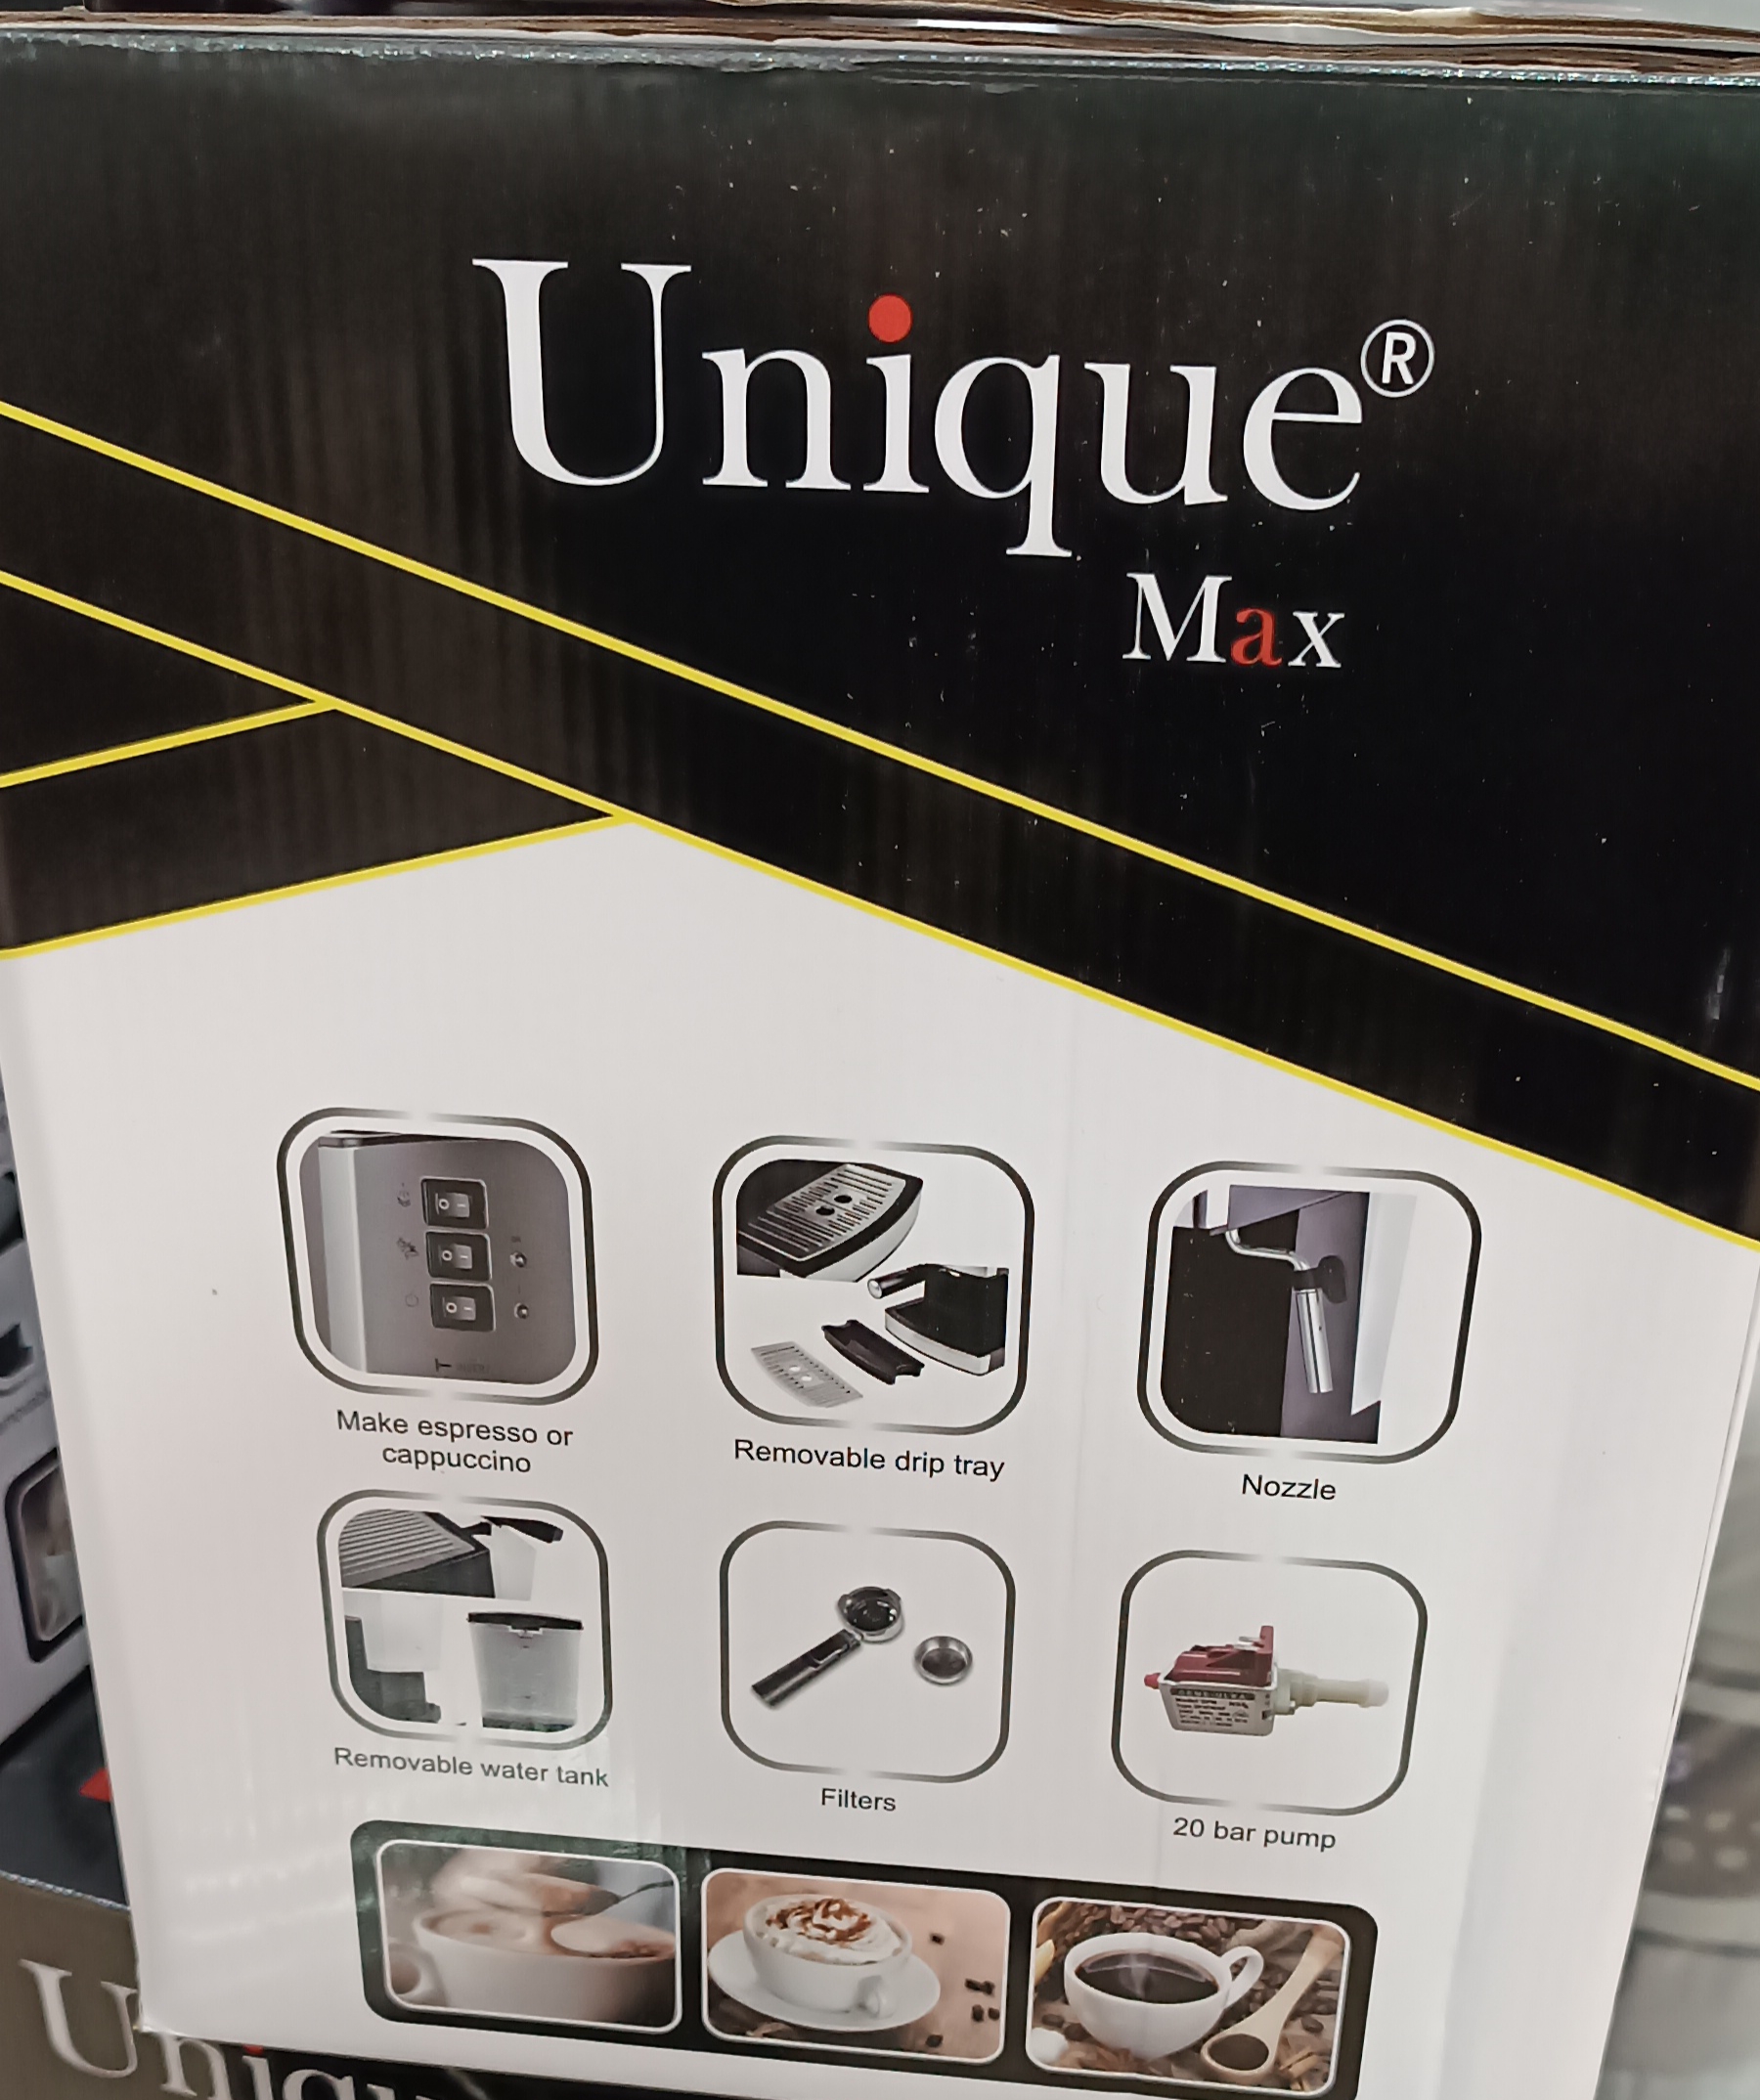 Unique®
Max
Make espresso or
cappuccino
Removable drip tray
Nozzle
Removable water tank
Filters
20 bar pump